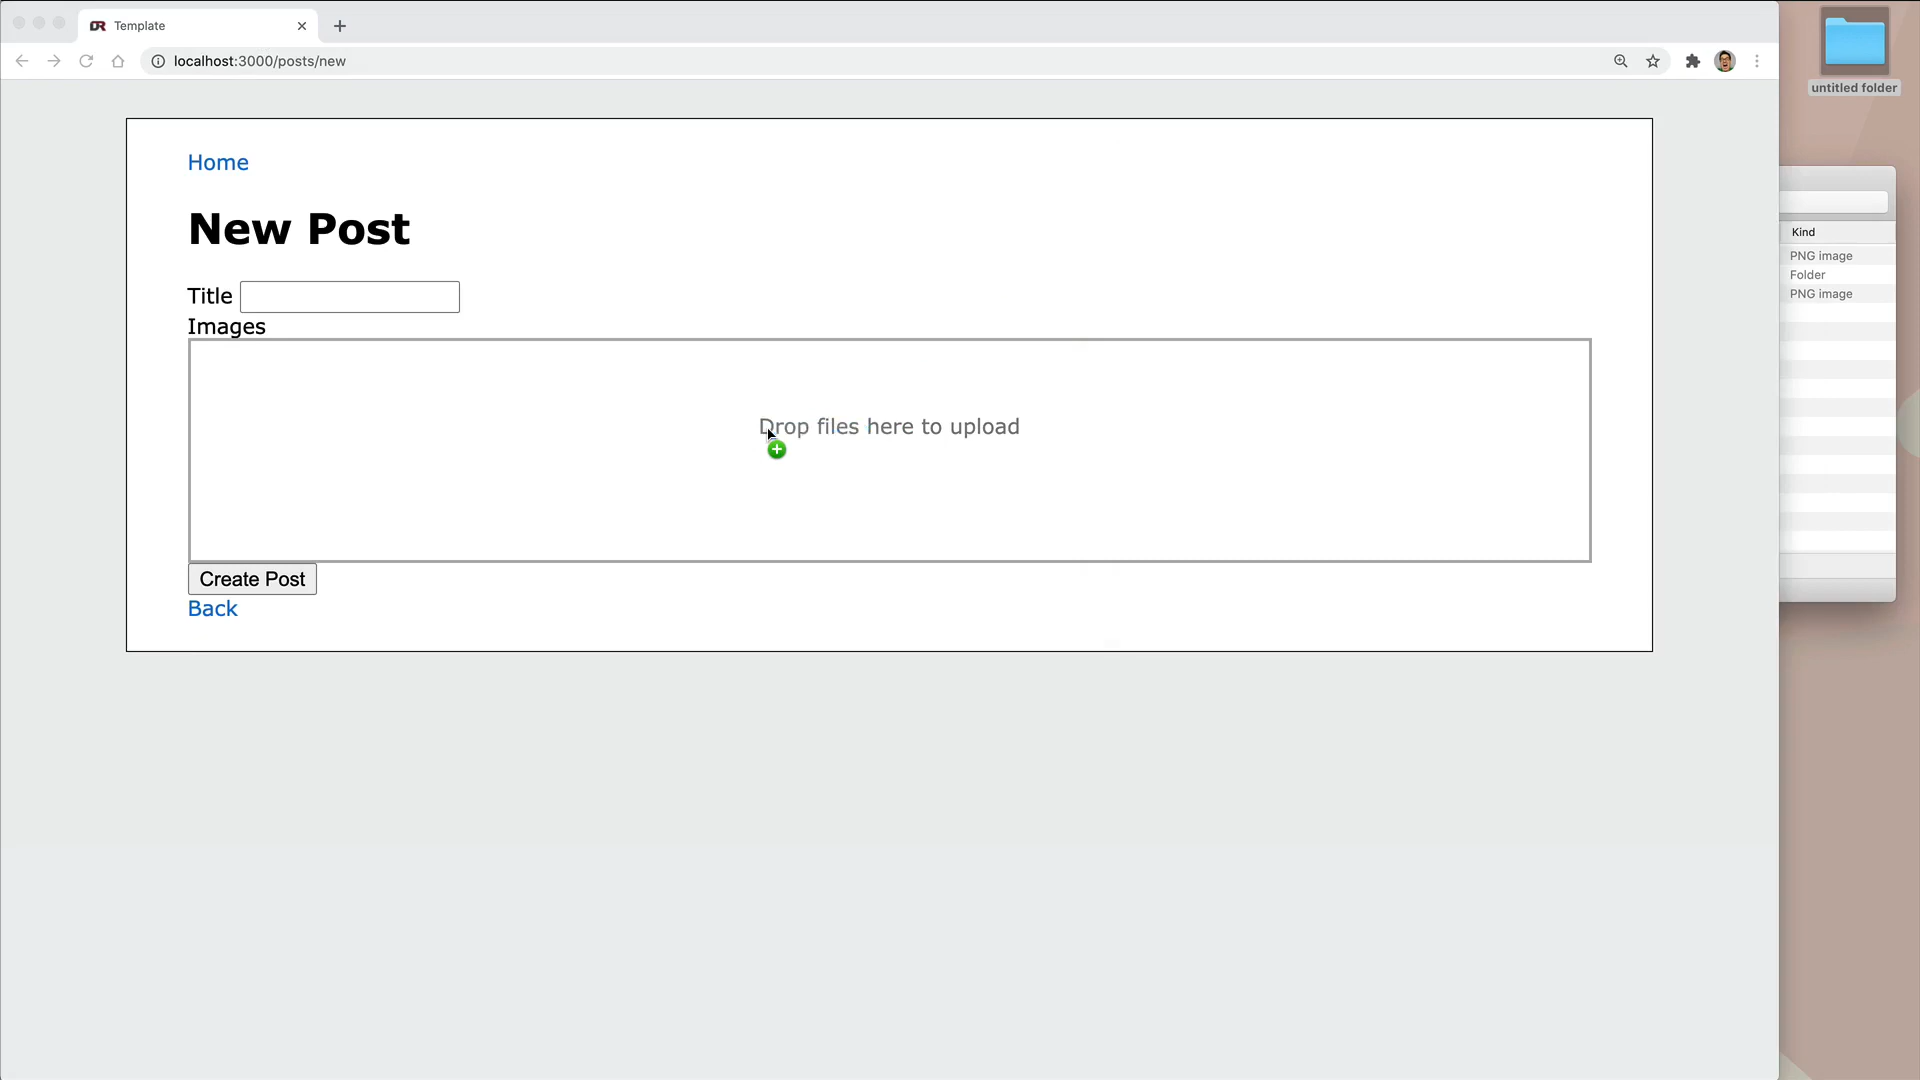 Template
localhost:3000/posts/new
untitled folder
Home
New Post
Title
Images
Drop files here to upload
Create Post
Back
Kind
PNG image
Folder
PNG image